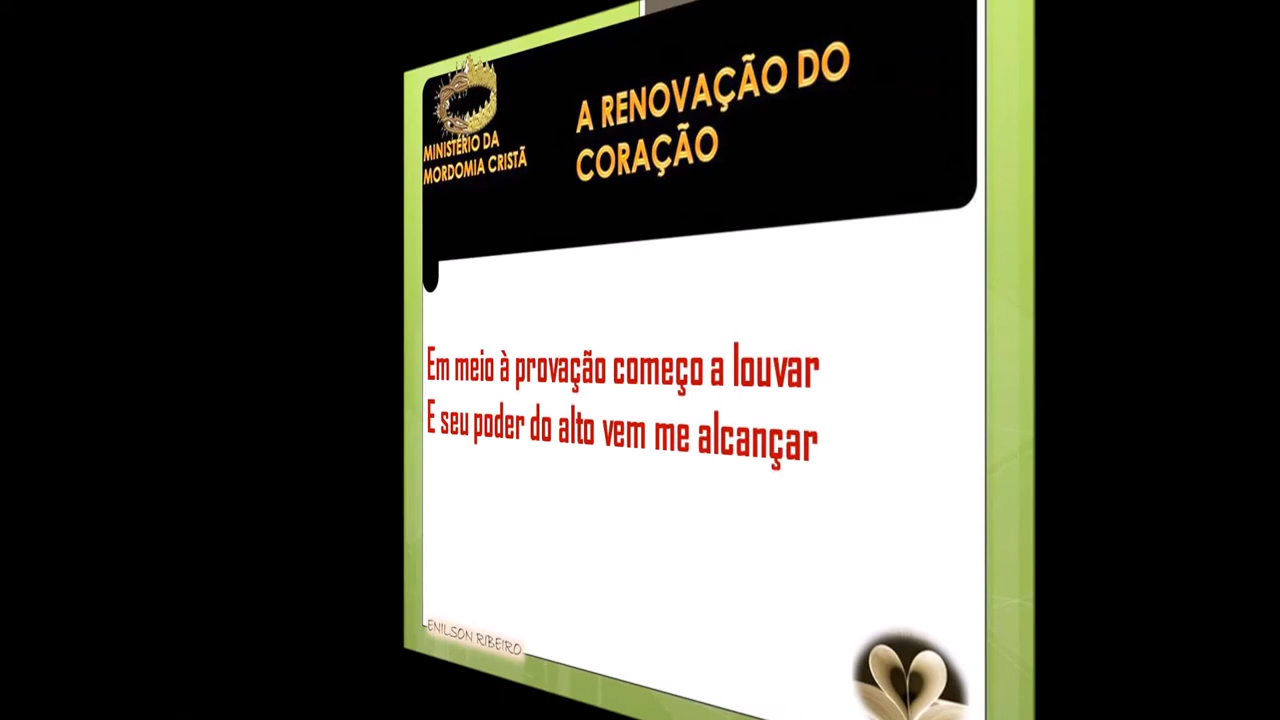 MINISTÉRIO DA
MORDOMIA CRISTÃ
A RENOVAÇÃO DO
CORAÇÃO
Em meio à provação começo a louvar
E seu poder do alto vem me alcançar
ENILSON RIBEIRO